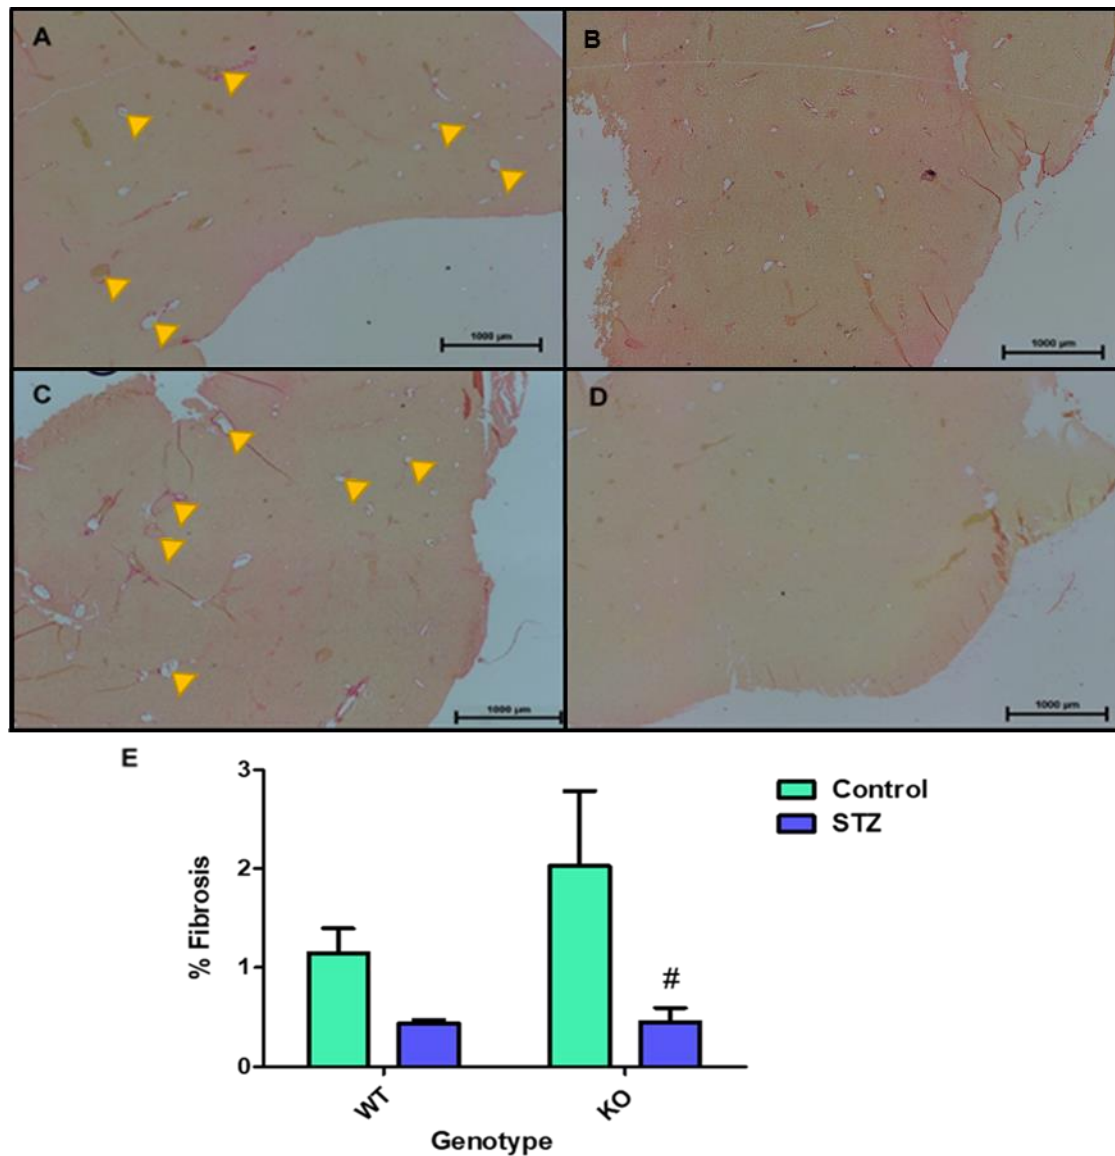 A
B
1000 µm
1000 µm
C
D
1000 µm
1000 µm
E
3
2
1
0
% Fibrosis
#
Control
STZ
WT
KO
Genotype